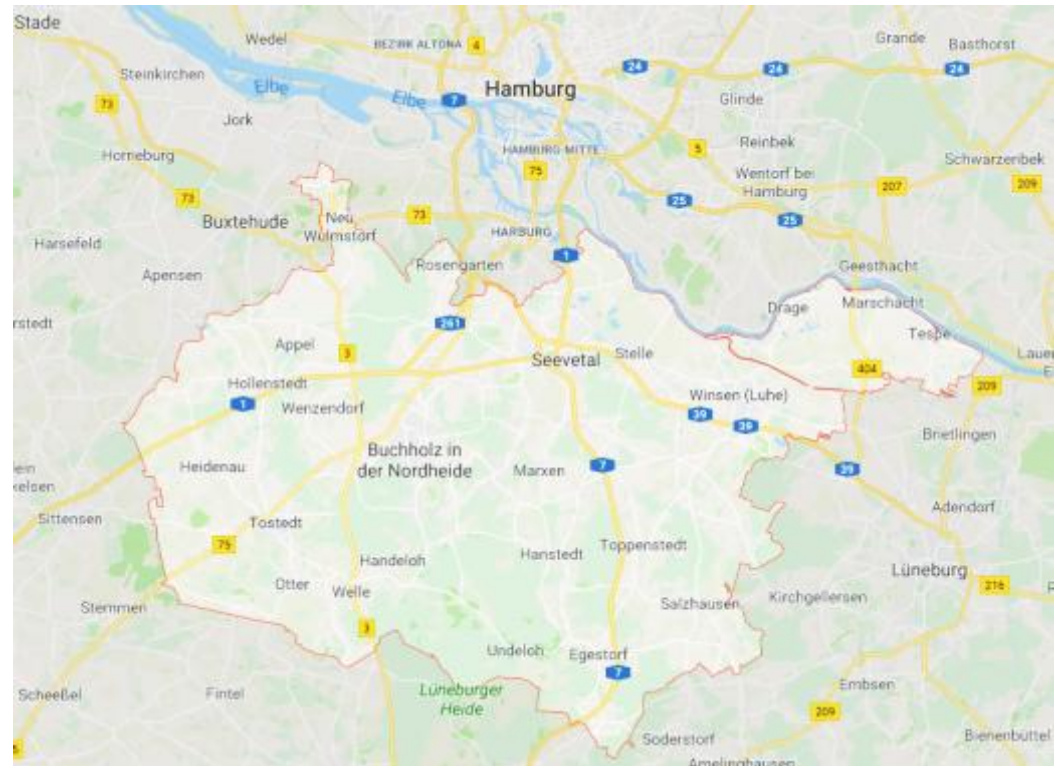 Stade
Wedel
BEZIRK ALTONA
4
Grande
Basthorst
Steinkirchen
24
24
24
Elbe
Elbe
7
Hamburg
73
Glinde
Jork
Reinbek
HAMBURG-MITTE
5
Horneburg
75
Schwarzenbek
Wentorf bei
Hamburg
207
209
73
25
Neu
Wulmstorf
73
25
Buxtehude
HARBURG
Harsefeld
1
Rosengarten
Geesthacht
Apensen
Drage
Marschacht
261
Tespe
Appel
3
Seevetal
Stelle
404
Hollenstedt
209
1
Wenzendorf
Winsen (Luhe)
39
39
Brietlingen
Buchholz in
der Nordheide
Heidenau
Marxen
7
39
Adendorf
Sittensen
Tostedt
75
Handeloh
Hanstedt
Toppenstedt
Lüneburg
Otter
Welle
216
Stemmen
Salzhausen
Kirchgellersen
3
Undeloh
Egestorf
7
Scheeßel
Fintel
Lüneburger
Heide
Embsen
209
Soderstorf
Bienenbüttel
Amelinghausen